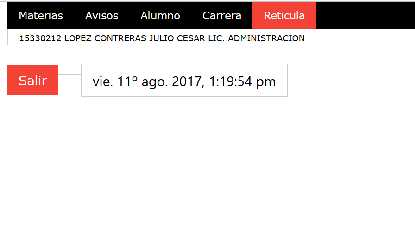 Materias Avisos Alumno Carrera Reticula
15330212 LOPEZ CONTRERAS JULIO CESAR LIC. ADMINISTRACION
Salir vie. 11º ago. 2017, 1:19:54 pm